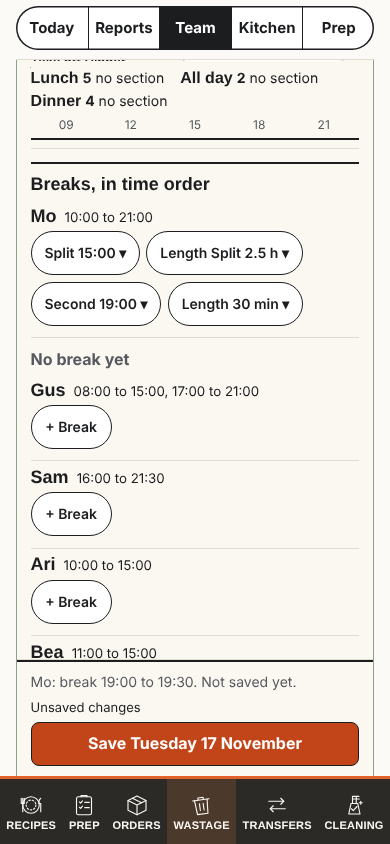 Today Reports Team Kitchen Prep
Lunch 5 no section All day 2 no section
Dinner 4 no section
09 12 15 18 21
Breaks, in time order
Mo 10:00 to 21:00
Split 15:00 ▾ Length Split 2.5 h ▾
Second 19:00 ▾ Length 30 min ▾
No break yet
Gus 08:00 to 15:00, 17:00 to 21:00
+ Break
Sam 16:00 to 21:30
+ Break
Ari 10:00 to 15:00
+ Break
Bea 11:00 to 15:00
Mo: break 19:00 to 19:30. Not saved yet.
Unsaved changes
Save Tuesday 17 November
RECIPES PREP ORDERS WASTAGE TRANSFERS CLEANING